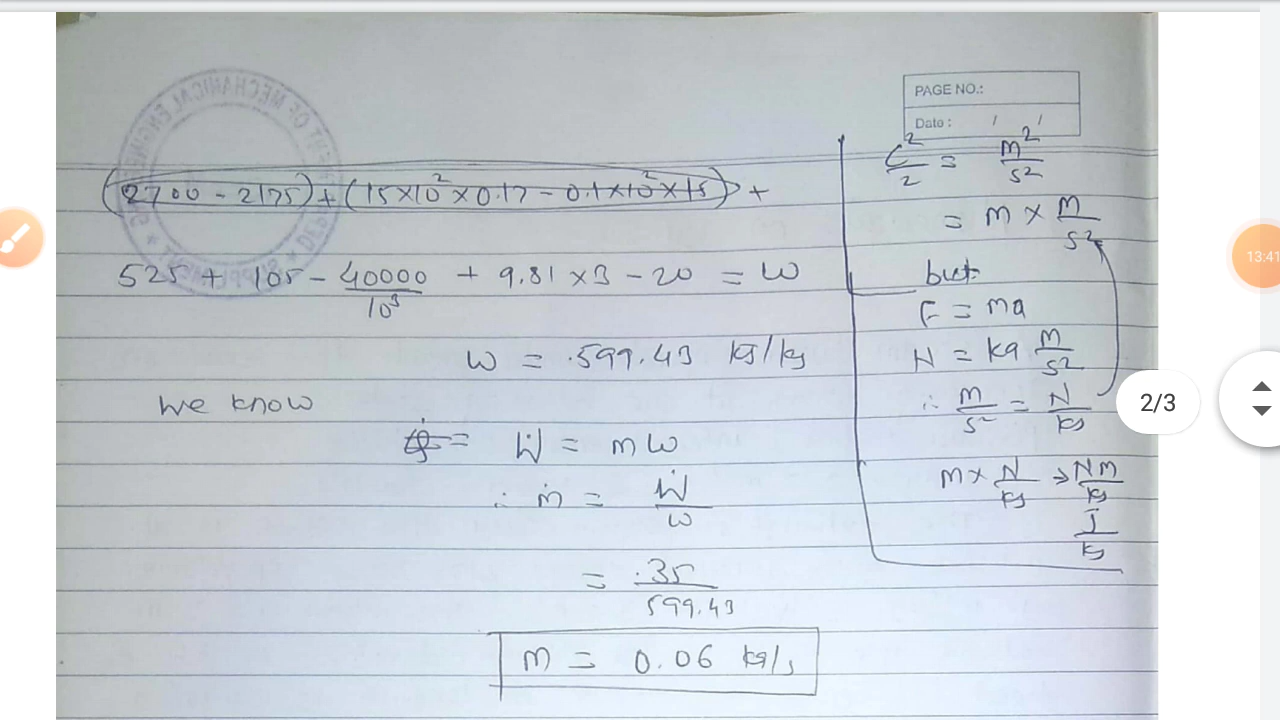 PAGE NO.:
Date : / /
(2700 - 2175) + (15×10² × 0.17 - 0.1×10² × 15) +
525 + 105 - 40000/10³ + 9.81 × 3 - 20 = W
W = .599.43 kJ/kg
We know
Ẇ = mW
∴ ṁ = Ẇ/W
= .35/599.43
m = 0.06 kg/s
C²/2 = m²/s²
= m × m/s²
but
F = ma
N = kg m/s²
∴ m/s² = N/kg
m × N/kg → Nm/kg
J/kg
13:41
2/3